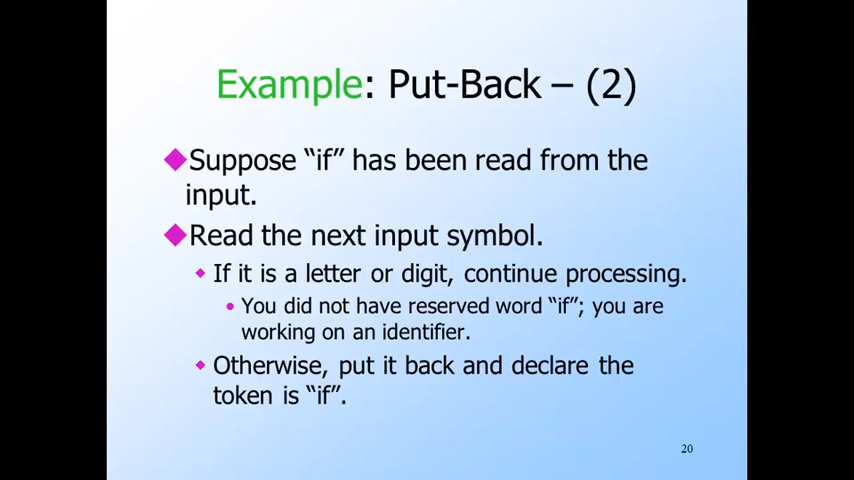 Example: Put-Back – (2)
Suppose “if” has been read from the
input.
Read the next input symbol.
If it is a letter or digit, continue processing.
You did not have reserved word “if”; you are
working on an identifier.
Otherwise, put it back and declare the
token is “if”.
20